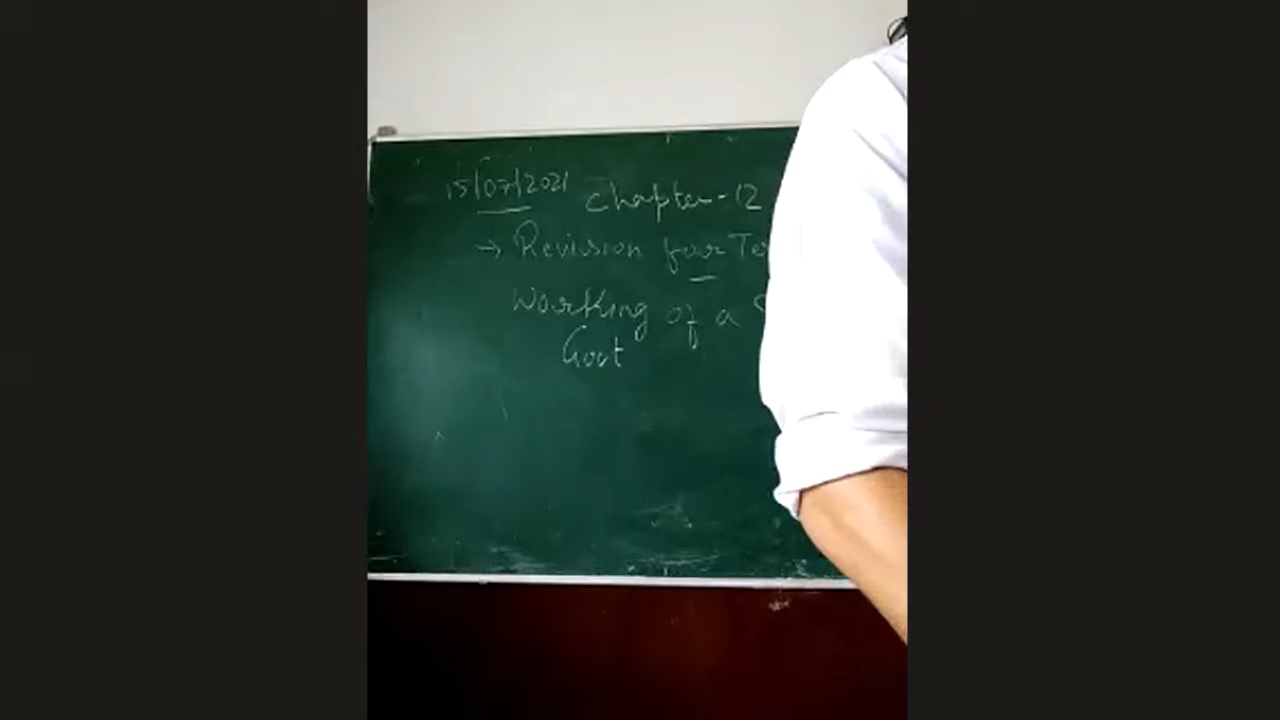 15/07/2021
Chapter-12
→ Revision for
Working of a
Govt